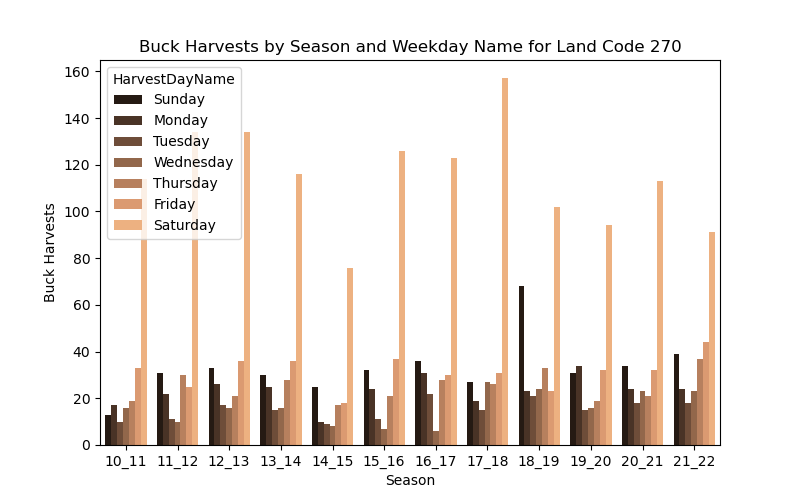 Buck Harvests by Season and Weekday Name for Land Code 270
HarvestDayName
Sunday
Monday
Tuesday
Wednesday
Thursday
Friday
Saturday
Buck Harvests
160
140
120
100
80
60
40
20
0
10_11 11_12 12_13 13_14 14_15 15_16 16_17 17_18 18_19 19_20 20_21 21_22
Season